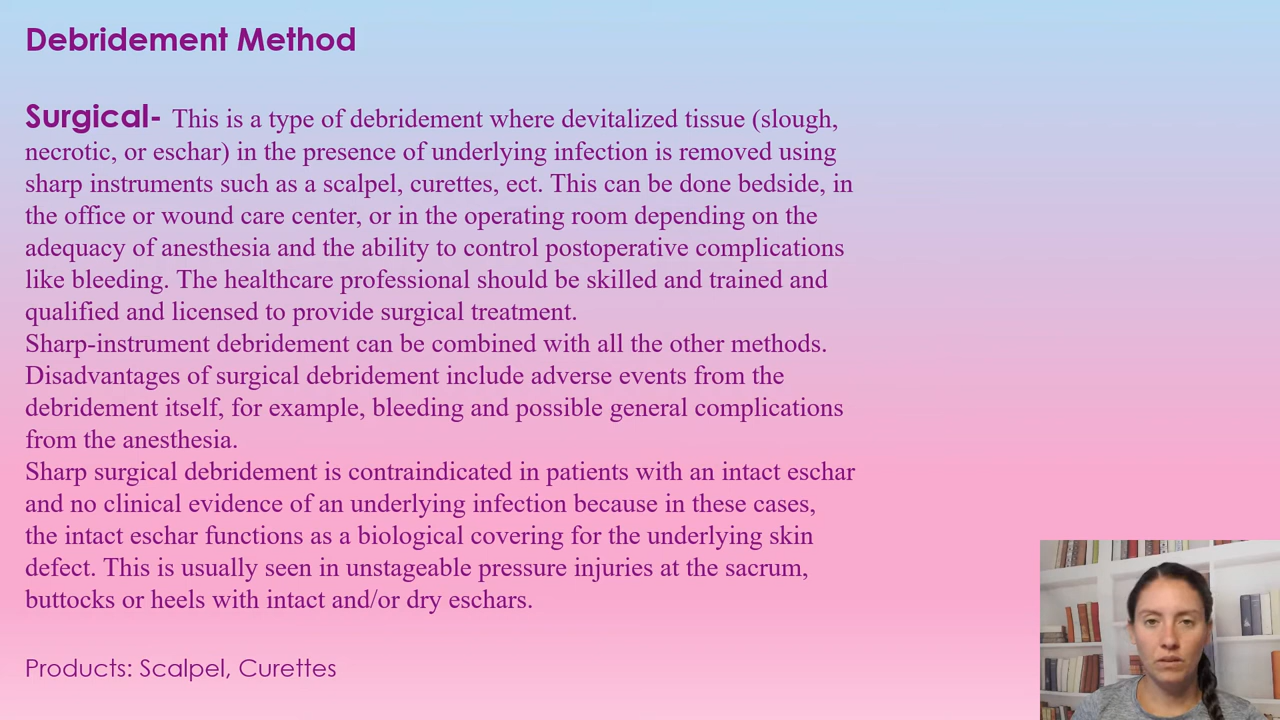 Debridement Method
Surgical- This is a type of debridement where devitalized tissue (slough,
necrotic, or eschar) in the presence of underlying infection is removed using
sharp instruments such as a scalpel, curettes, ect. This can be done bedside, in
the office or wound care center, or in the operating room depending on the
adequacy of anesthesia and the ability to control postoperative complications
like bleeding. The healthcare professional should be skilled and trained and
qualified and licensed to provide surgical treatment.
Sharp-instrument debridement can be combined with all the other methods.
Disadvantages of surgical debridement include adverse events from the
debridement itself, for example, bleeding and possible general complications
from the anesthesia.
Sharp surgical debridement is contraindicated in patients with an intact eschar
and no clinical evidence of an underlying infection because in these cases,
the intact eschar functions as a biological covering for the underlying skin
defect. This is usually seen in unstageable pressure injuries at the sacrum,
buttocks or heels with intact and/or dry eschars.
Products: Scalpel, Curettes